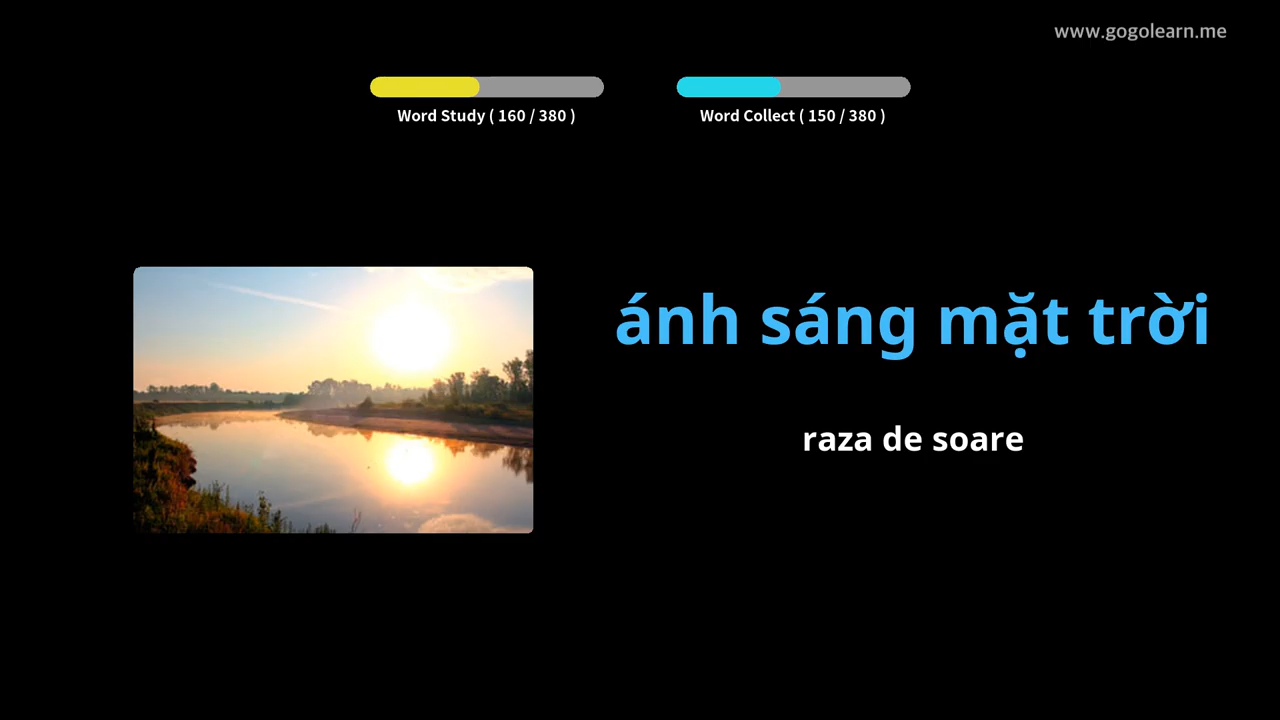 www.gogolearn.me
Word Study ( 160 / 380 )
Word Collect ( 150 / 380 )
ánh sáng mặt trời
raza de soare